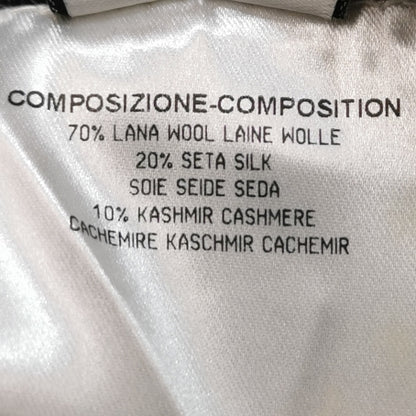 COMPOSIZIONE-COMPOSITION
70% LANA WOOL LAINE WOLLE
20% SETA SILK
SOIE SEIDE SEDA
10% KASHMIR CASHMERE
CACHEMIRE KASCHMIR CACHEMIR